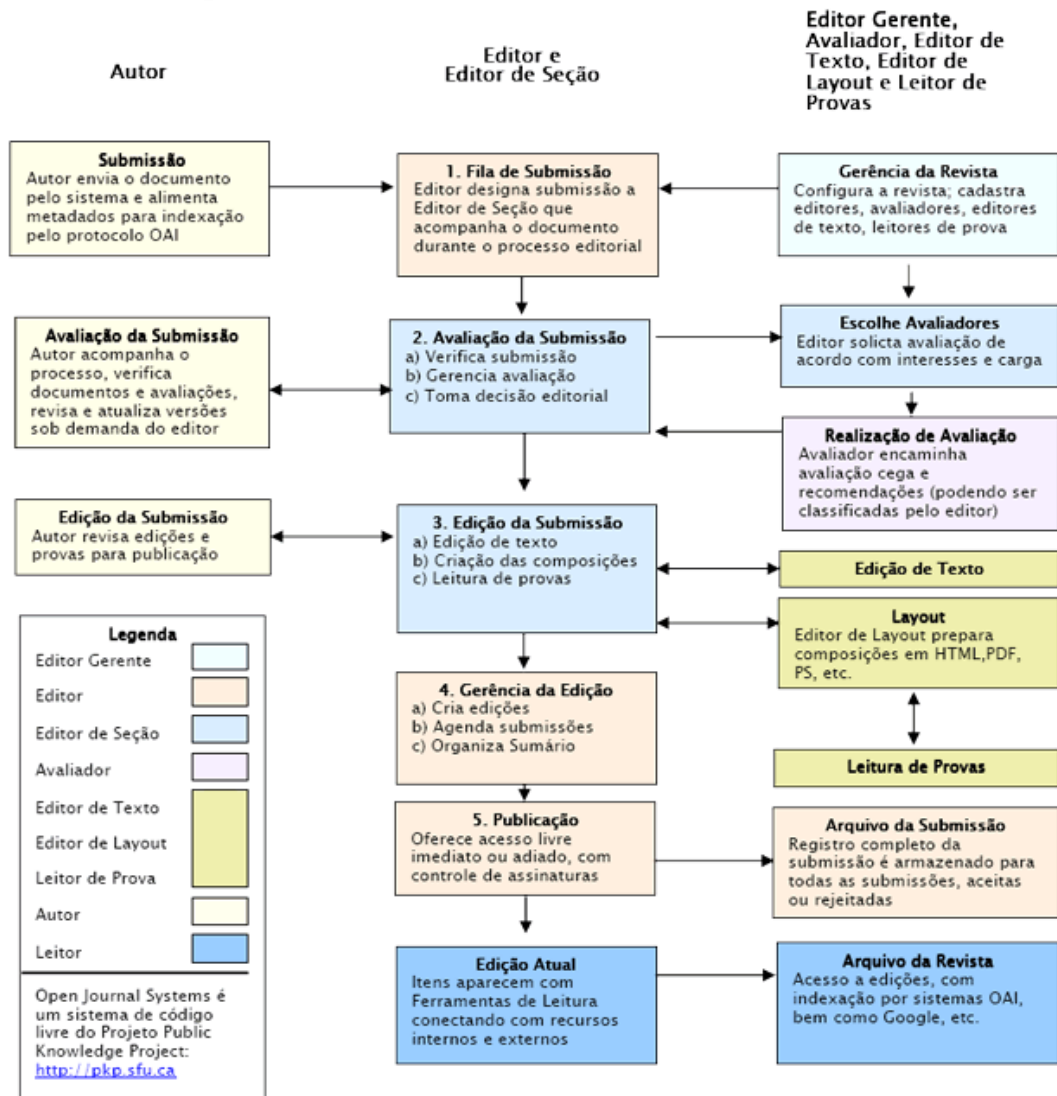 Autor
Editor e
Editor de Seção
Editor Gerente,
Avaliador, Editor de
Texto, Editor de
Layout e Leitor de
Provas
Submissão
Autor envia o documento
pelo sistema e alimenta
metadados para indexação
pelo protocolo OAI
1. Fila de Submissão
Editor designa submissão a
Editor de Seção que
acompanha o documento
durante o processo editorial
Gerência da Revista
Configura a revista; cadastra
editores, avaliadores, editores
de texto, leitores de prova
Avaliação da Submissão
Autor acompanha o
processo, verifica
documentos e avaliações,
revisa e atualiza versões
sob demanda do editor
2. Avaliação da Submissão
a) Verifica submissão
b) Gerencia avaliação
c) Toma decisão editorial
Escolhe Avaliadores
Editor solicta avaliação de
acordo com interesses e carga
Realização de Avaliação
Avaliador encaminha
avaliação cega e
recomendações (podendo ser
classificadas pelo editor)
Edição da Submissão
Autor revisa edições e
provas para publicação
3. Edição da Submissão
a) Edição de texto
b) Criação das composições
c) Leitura de provas
Edição de Texto
Layout
Editor de Layout prepara
composições em HTML,PDF,
PS, etc.
Leitura de Provas
4. Gerência da Edição
a) Cria edições
b) Agenda submissões
c) Organiza Sumário
5. Publicação
Oferece acesso livre
imediato ou adiado, com
controle de assinaturas
Arquivo da Submissão
Registro completo da
submissão é armazenado para
todas as submissões, aceitas
ou rejeitadas
Edição Atual
Itens aparecem com
Ferramentas de Leitura
conectando com recursos
internos e externos
Arquivo da Revista
Acesso a edições, com
indexação por sistemas OAI,
bem como Google, etc.
Legenda
Editor Gerente
Editor
Editor de Seção
Avaliador
Editor de Texto
Editor de Layout
Leitor de Prova
Autor
Leitor
Open Journal Systems é
um sistema de código
livre do Projeto Public
Knowledge Project:
http://pkp.sfu.ca